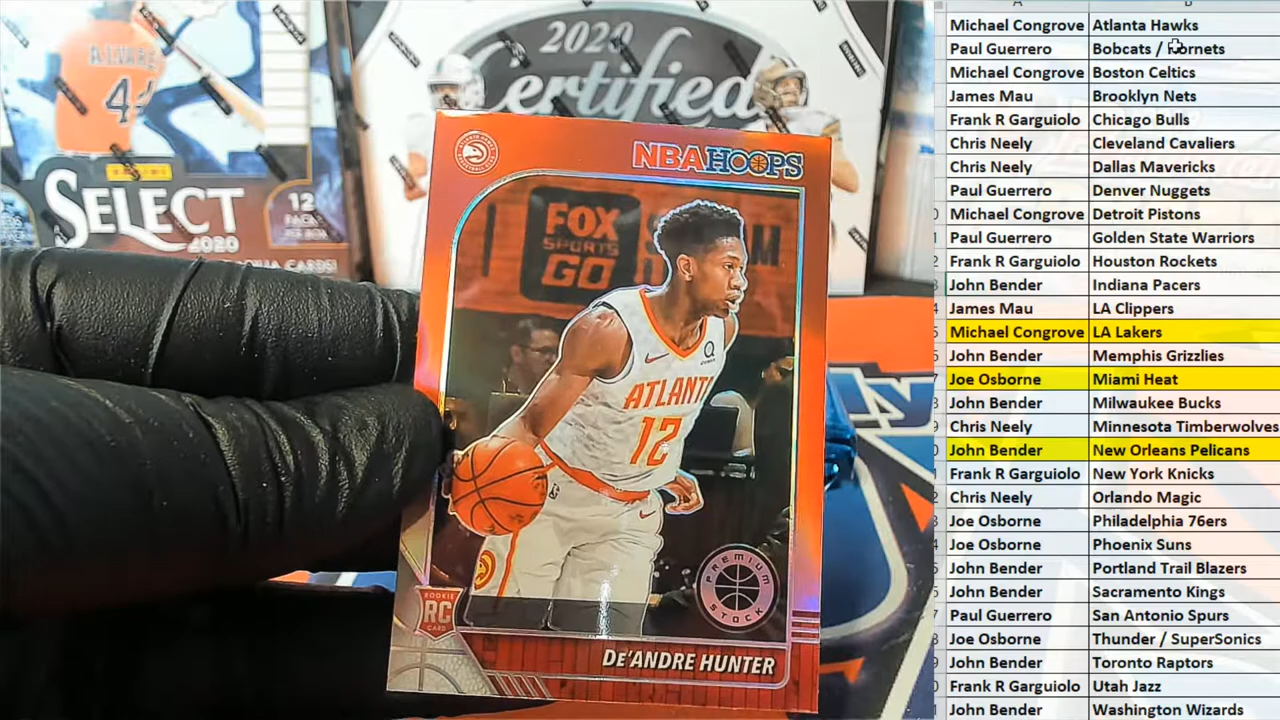 A. ALVAREZ
44
PANINI
SELECT
2020
12
2020
Certified
NBA HOOPS
FOX
SPORTS
GO
ATLANTA
12
PREMIUM
STOCK
ROOKIE
RC
CARD
DE'ANDRE HUNTER
Michael Congrove Atlanta Hawks
Paul Guerrero Bobcats / Hornets
Michael Congrove Boston Celtics
James Mau Brooklyn Nets
Frank R Garguiolo Chicago Bulls
Chris Neely Cleveland Cavaliers
Chris Neely Dallas Mavericks
Paul Guerrero Denver Nuggets
Michael Congrove Detroit Pistons
Paul Guerrero Golden State Warriors
Frank R Garguiolo Houston Rockets
John Bender Indiana Pacers
James Mau LA Clippers
Michael Congrove LA Lakers
John Bender Memphis Grizzlies
Joe Osborne Miami Heat
John Bender Milwaukee Bucks
Chris Neely Minnesota Timberwolves
John Bender New Orleans Pelicans
Frank R Garguiolo New York Knicks
Chris Neely Orlando Magic
Joe Osborne Philadelphia 76ers
Joe Osborne Phoenix Suns
John Bender Portland Trail Blazers
John Bender Sacramento Kings
Paul Guerrero San Antonio Spurs
Joe Osborne Thunder / SuperSonics
John Bender Toronto Raptors
Frank R Garguiolo Utah Jazz
John Bender Washington Wizards